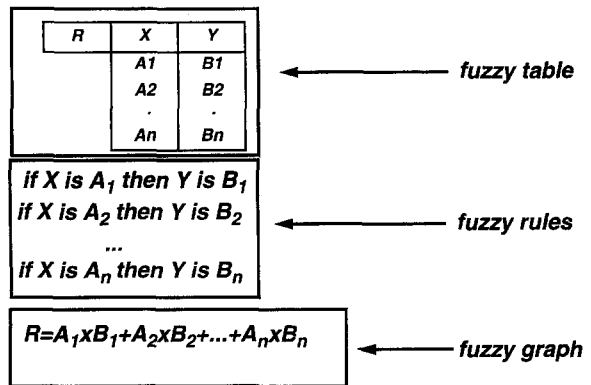 R X Y
A1 B1
A2 B2 fuzzy table
. .
An Bn
if X is A₁ then Y is B₁
if X is A₂ then Y is B₂ fuzzy rules
...
if X is Aₙ then Y is Bₙ
R=A₁xB₁+A₂xB₂+...+AₙxBₙ
fuzzy graph